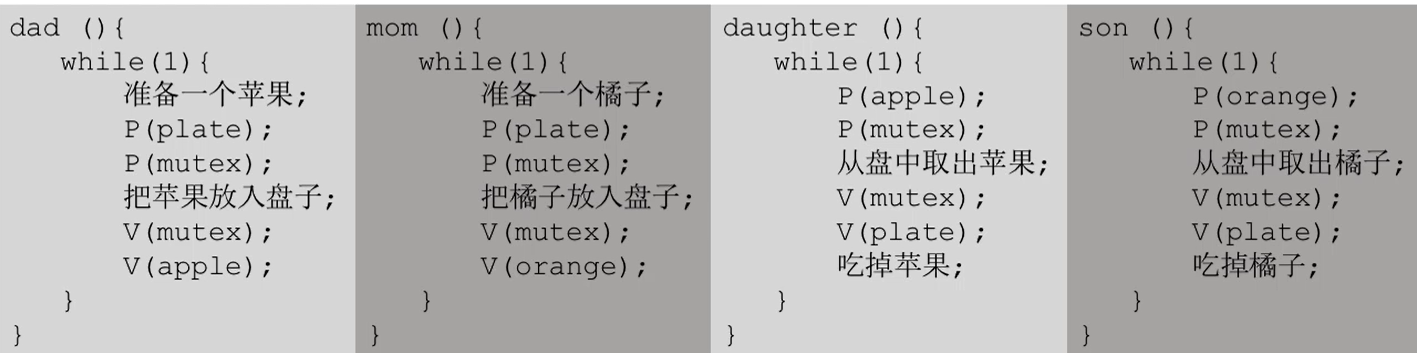 dad (){
while(1){
准备一个苹果;
P(plate);
P(mutex);
把苹果放入盘子;
V(mutex);
V(apple);
}
}
mom (){
while(1){
准备一个橘子;
P(plate);
P(mutex);
把橘子放入盘子;
V(mutex);
V(orange);
}
}
daughter (){
while(1){
P(apple);
P(mutex);
从盘中取出苹果;
V(mutex);
V(plate);
吃掉苹果;
}
}
son (){
while(1){
P(orange);
P(mutex);
从盘中取出橘子;
V(mutex);
V(plate);
吃掉橘子;
}
}